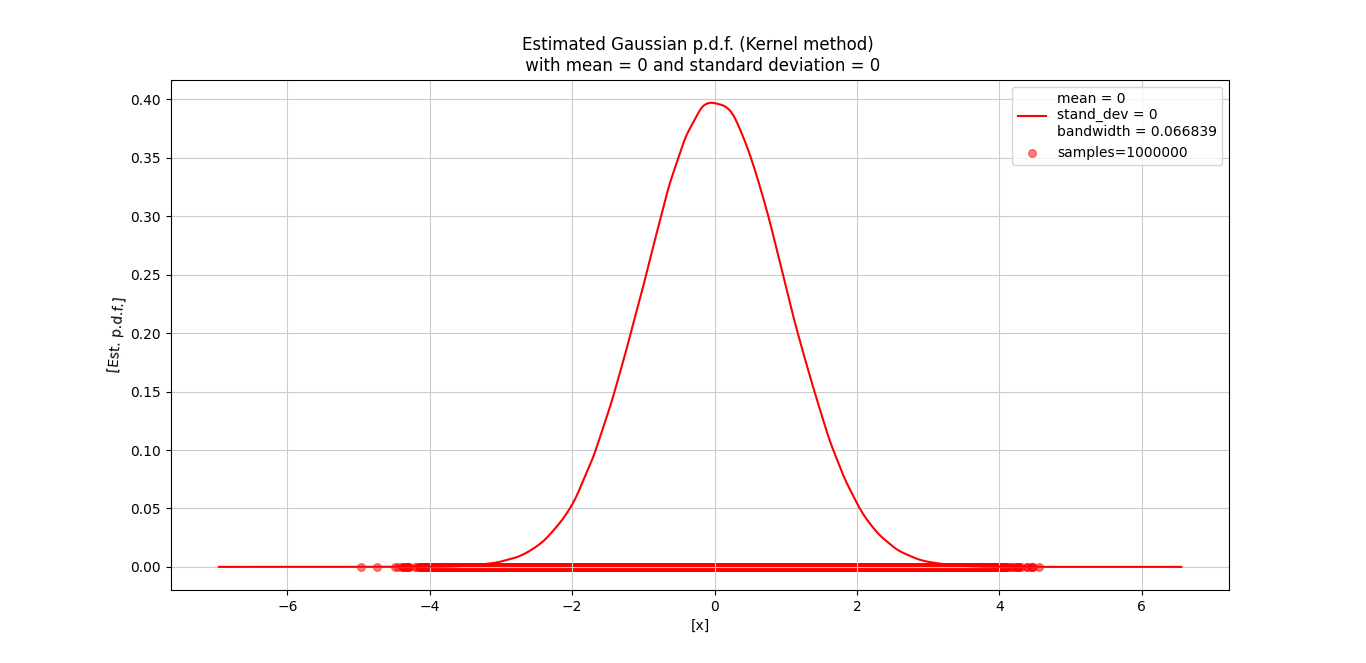 Estimated Gaussian p.d.f. (Kernel method)
with mean = 0 and standard deviation = 0
mean = 0
stand_dev = 0
bandwidth = 0.066839
samples=1000000
0.40
0.35
0.30
0.25
0.20
0.15
0.10
0.05
0.00
[Est. p.d.f.]
−6 −4 −2 0 2 4 6
[x]